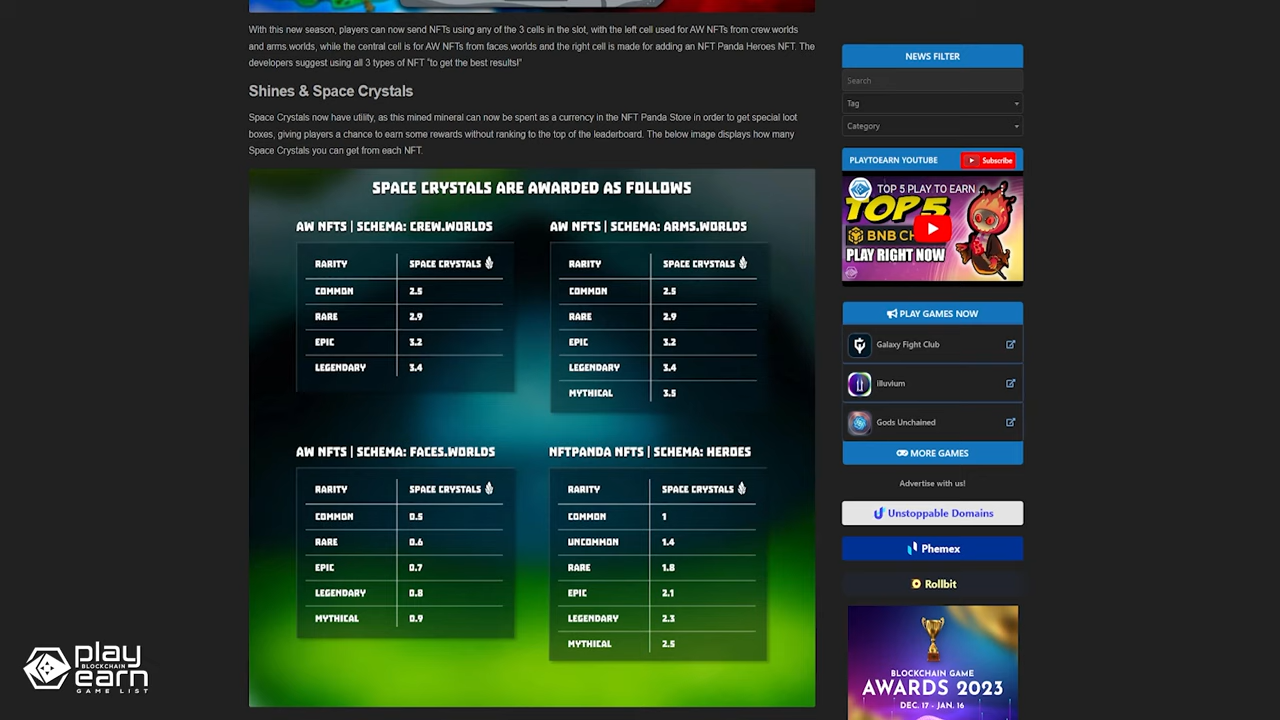 With this new season, players can now send NFTs using any of the 3 cells in the slot, with the left cell used for AW NFTs from crew.worlds
and arms.worlds, while the central cell is for AW NFTs from faces.worlds and the right cell is made for adding an NFT Panda Heroes NFT. The
developers suggest using all 3 types of NFT "to get the best results!"
Shines & Space Crystals
Space Crystals now have utility, as this mined mineral can now be spent as a currency in the NFT Panda Store in order to get special loot
boxes, giving players a chance to earn some rewards without ranking to the top of the leaderboard. The below image displays how many
Space Crystals you can get from each NFT.
SPACE CRYSTALS ARE AWARDED AS FOLLOWS
AW NFTS | SCHEMA: CREW.WORLDS
RARITY SPACE CRYSTALS
COMMON 2.5
RARE 2.9
EPIC 3.2
LEGENDARY 3.4
AW NFTS | SCHEMA: ARMS.WORLDS
RARITY SPACE CRYSTALS
COMMON 2.5
RARE 2.9
EPIC 3.2
LEGENDARY 3.4
MYTHICAL 3.5
AW NFTS | SCHEMA: FACES.WORLDS
RARITY SPACE CRYSTALS
COMMON 0.5
RARE 0.6
EPIC 0.7
LEGENDARY 0.8
MYTHICAL 0.9
NFTPANDA NFTS | SCHEMA: HEROES
RARITY SPACE CRYSTALS
COMMON 1
UNCOMMON 1.4
RARE 1.8
EPIC 2.1
LEGENDARY 2.3
MYTHICAL 2.5
NEWS FILTER
Search
Tag
Category
PLAYTOEARN YOUTUBE
Subscribe
TOP 5 PLAY TO EARN ...
TOP 5
BNB CH
PLAY RIGHT NOW
PLAY GAMES NOW
Galaxy Fight Club
illuvium
Gods Unchained
MORE GAMES
Advertise with us!
Unstoppable Domains
Phemex
Rollbit
BLOCKCHAIN GAME
AWARDS 2023
DEC. 17 - JAN. 16
play
BLOCKCHAIN
earn
GAME LIST